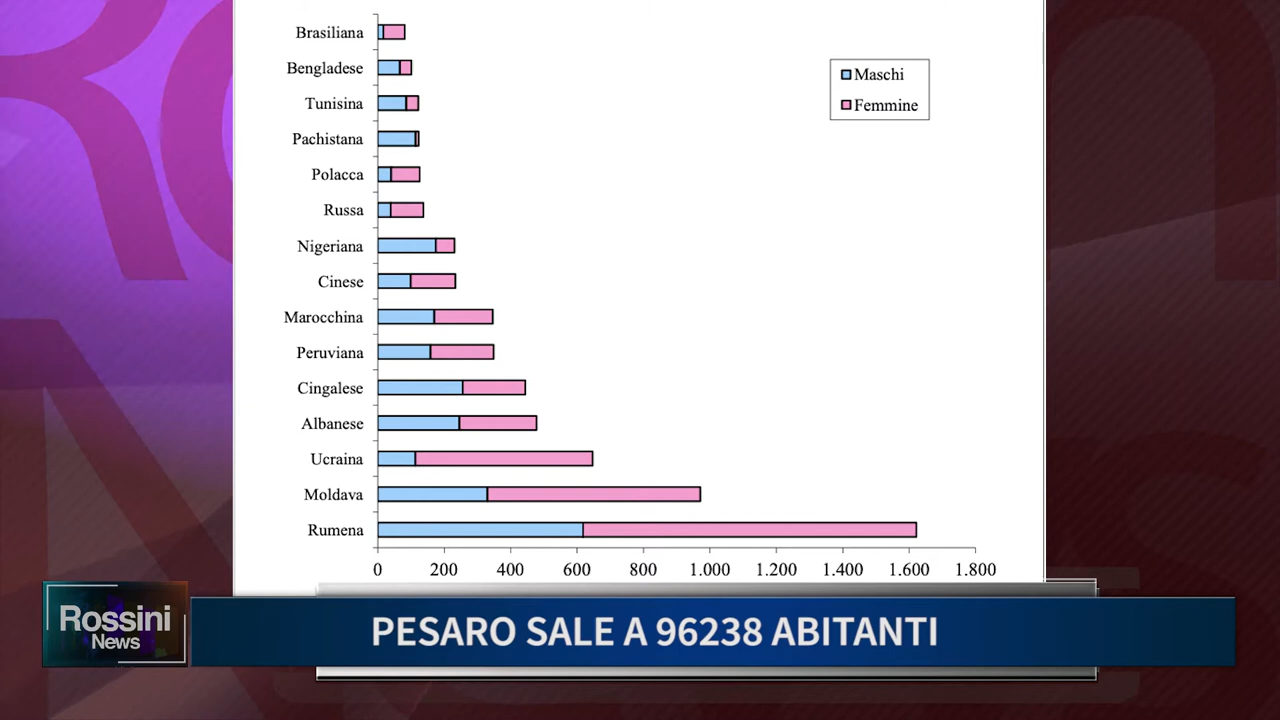 Brasiliana
Bengladese
Tunisina
Pachistana
Polacca
Russa
Nigeriana
Cinese
Marocchina
Peruviana
Cingalese
Albanese
Ucraina
Moldava
Rumena
0 200 400 600 800 1.000 1.200 1.400 1.600 1.800
Maschi
Femmine
Rossini
News
PESARO SALE A 96238 ABITANTI